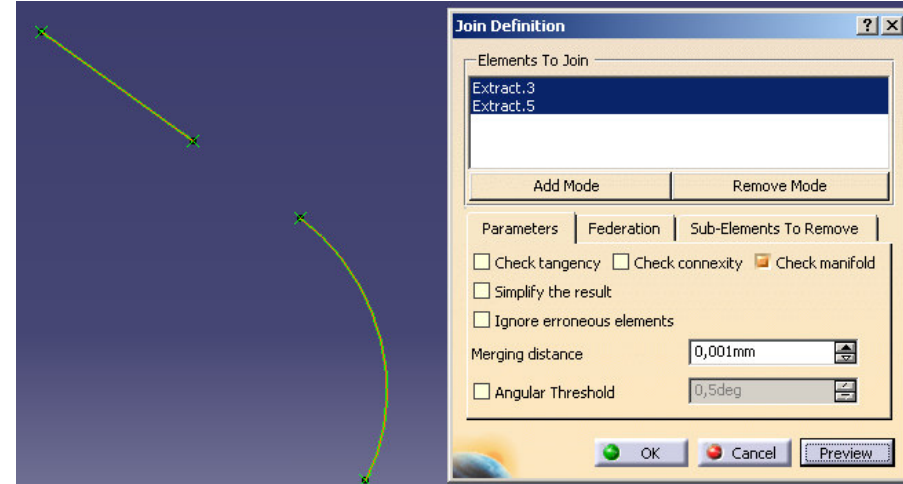 Join Definition
Elements To Join
Extract.3
Extract.5
Add Mode Remove Mode
Parameters Federation Sub-Elements To Remove
Check tangency Check connexity Check manifold
Simplify the result
Ignore erroneous elements
Merging distance 0,001mm
Angular Threshold 0,5deg
OK Cancel Preview